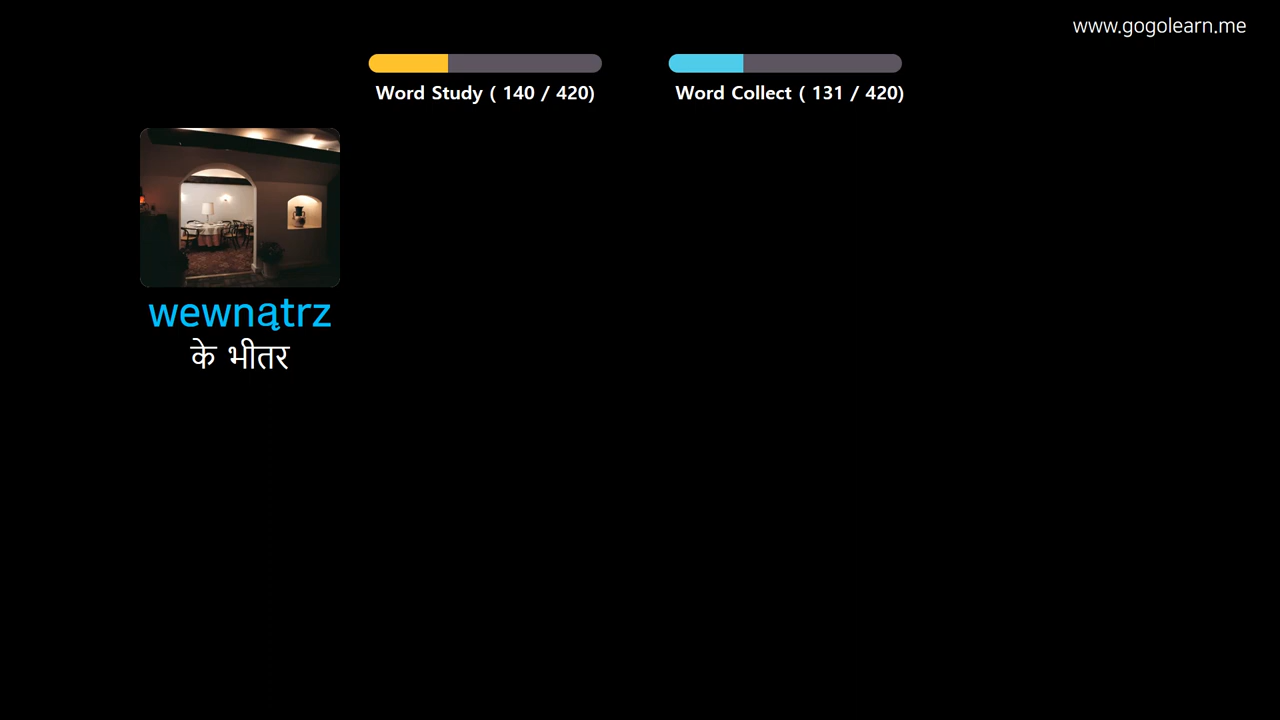 www.gogolearn.me
Word Study ( 140 / 420)
Word Collect ( 131 / 420)
wewnątrz
के भीतर